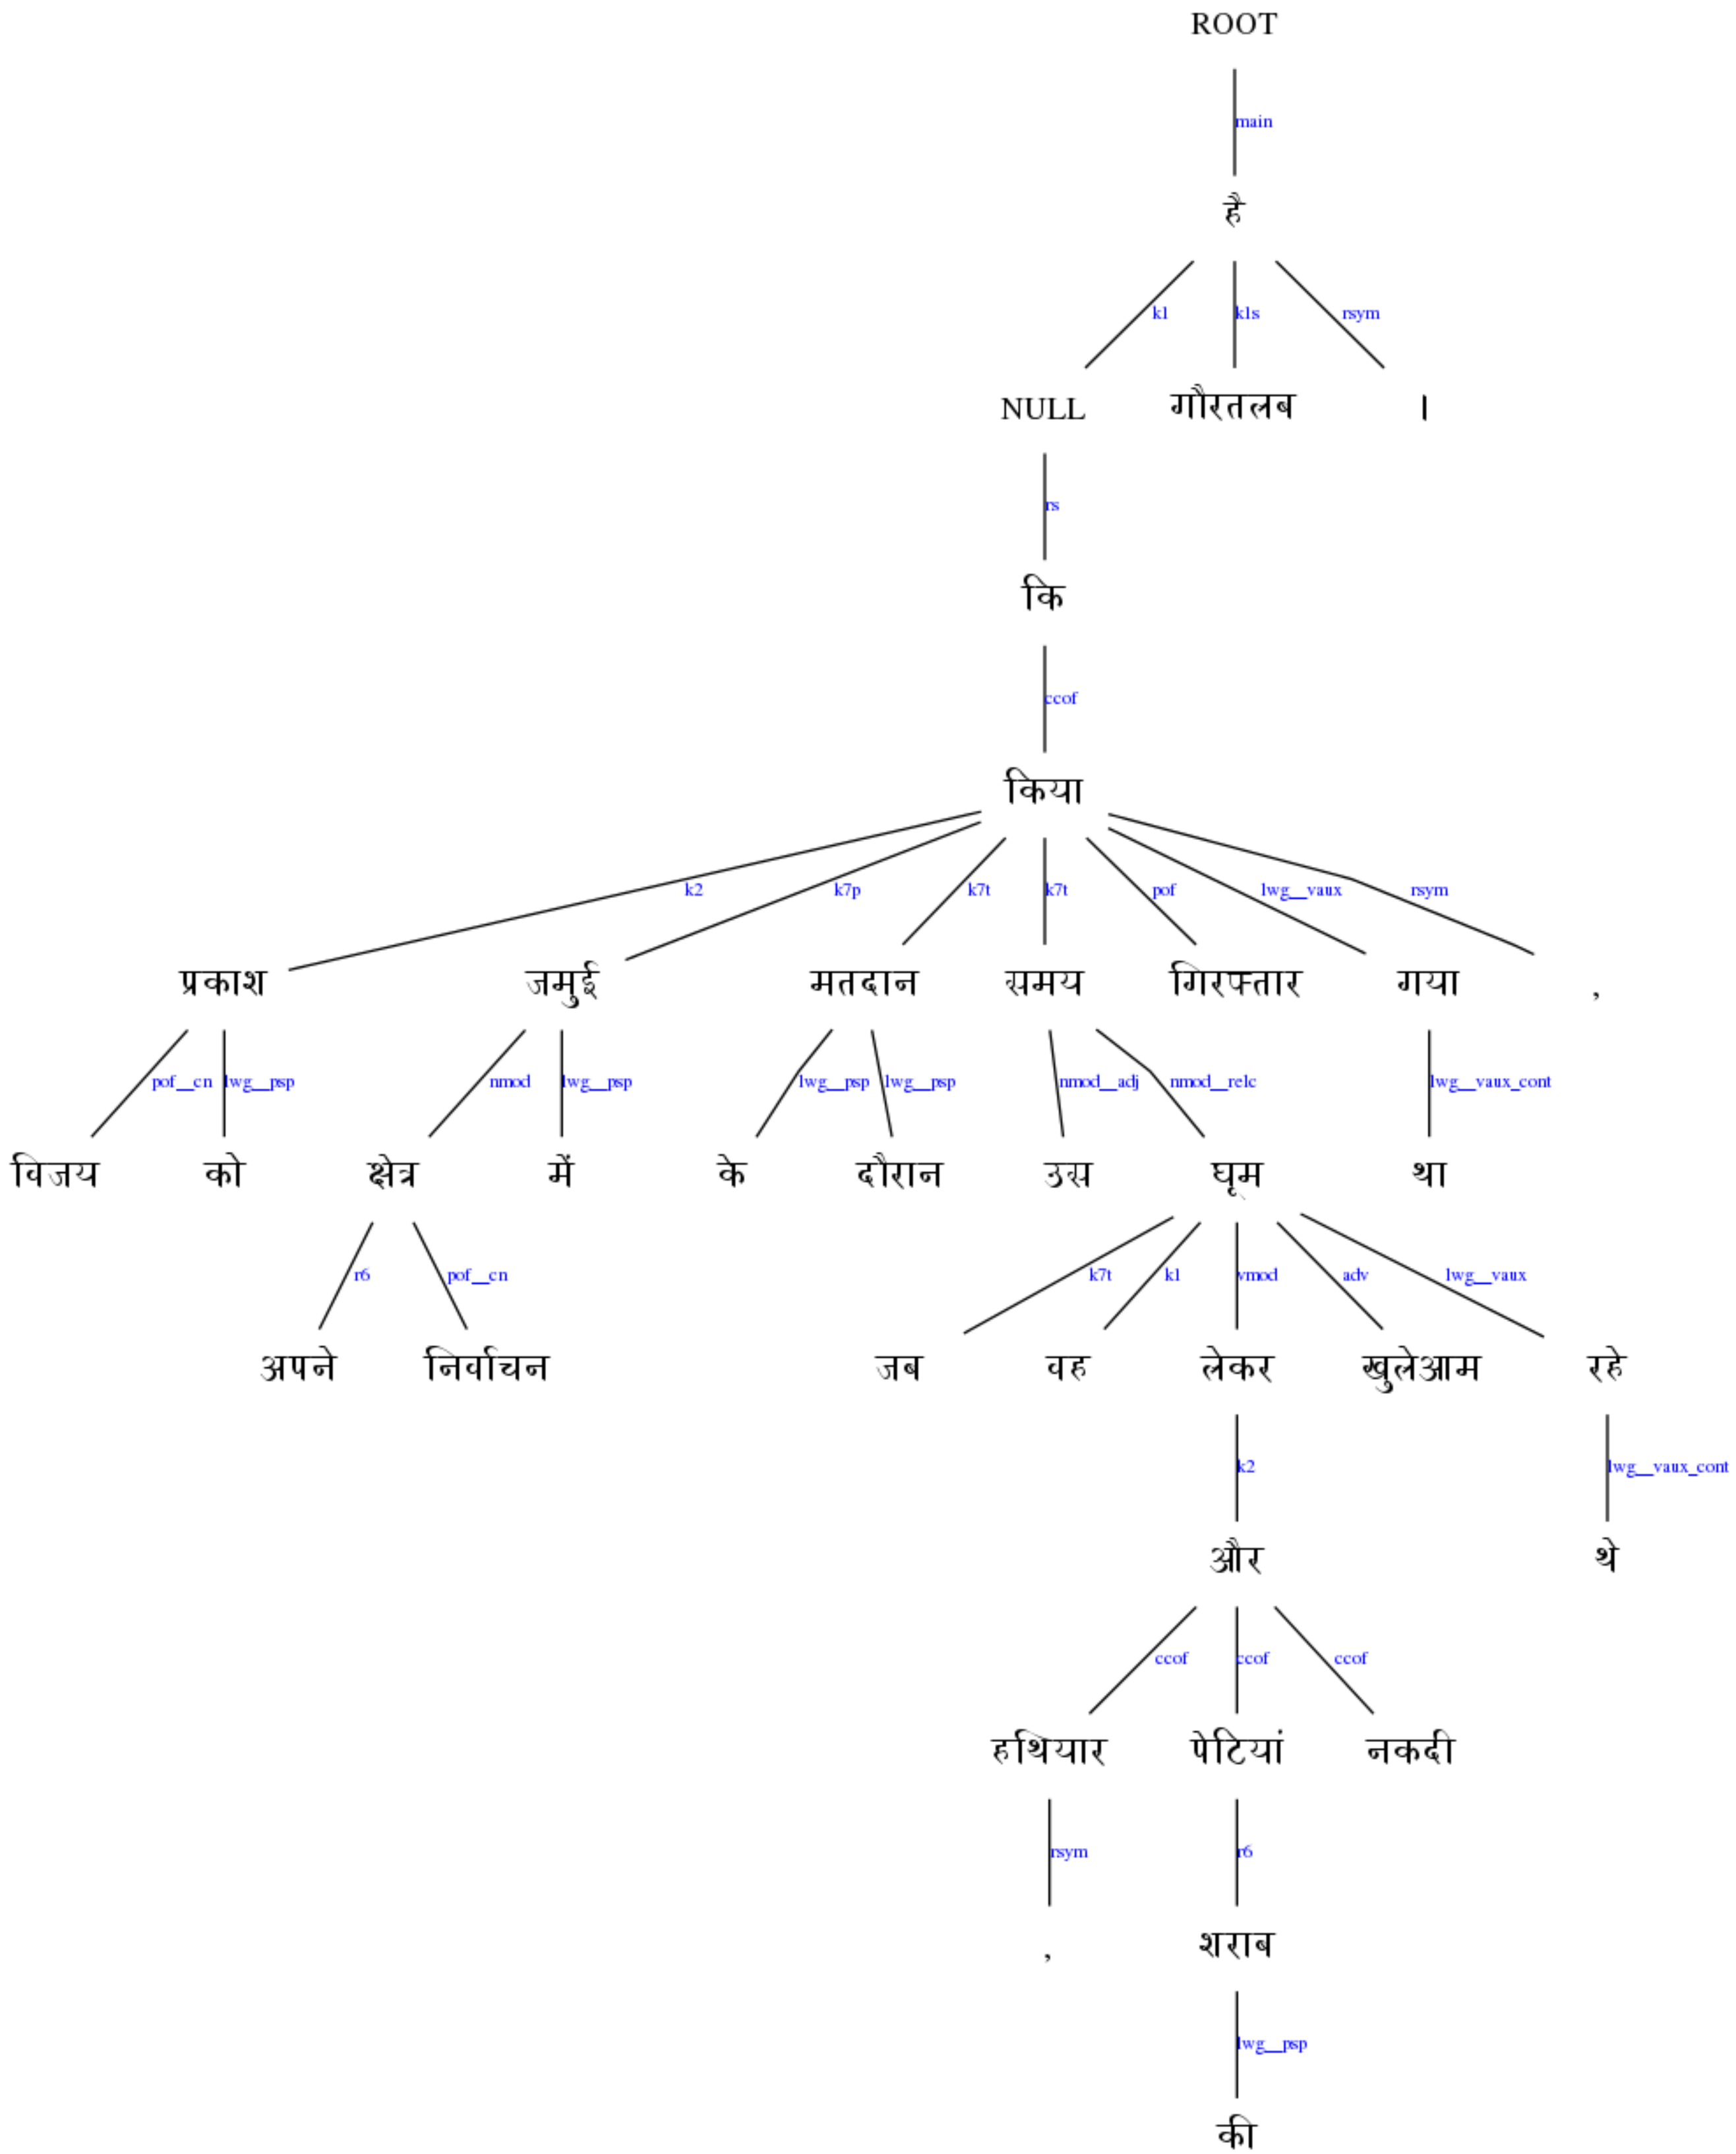 ROOT
main
है
k1 k1s rsym
NULL गौरतलब ।
rs
कि
ccof
किया
k2 k7p k7t k7t pof lwg__vaux rsym
प्रकाश जमुई मतदान समय गिरफ्तार गया ,
pof__cn lwg__psp nmod lwg__psp lwg__psp lwg__psp nmod__adj nmod__relc lwg__vaux_cont
विजय को क्षेत्र में के दौरान उस घूम था
r6 pof__cn k7t k1 vmod adv lwg__vaux
अपने निर्वाचन जब वह लेकर खुलेआम रहे
k2 lwg__vaux_cont
और थे
ccof ccof ccof
हथियार पेटियां नकदी
rsym r6
, शराब
lwg__psp
की